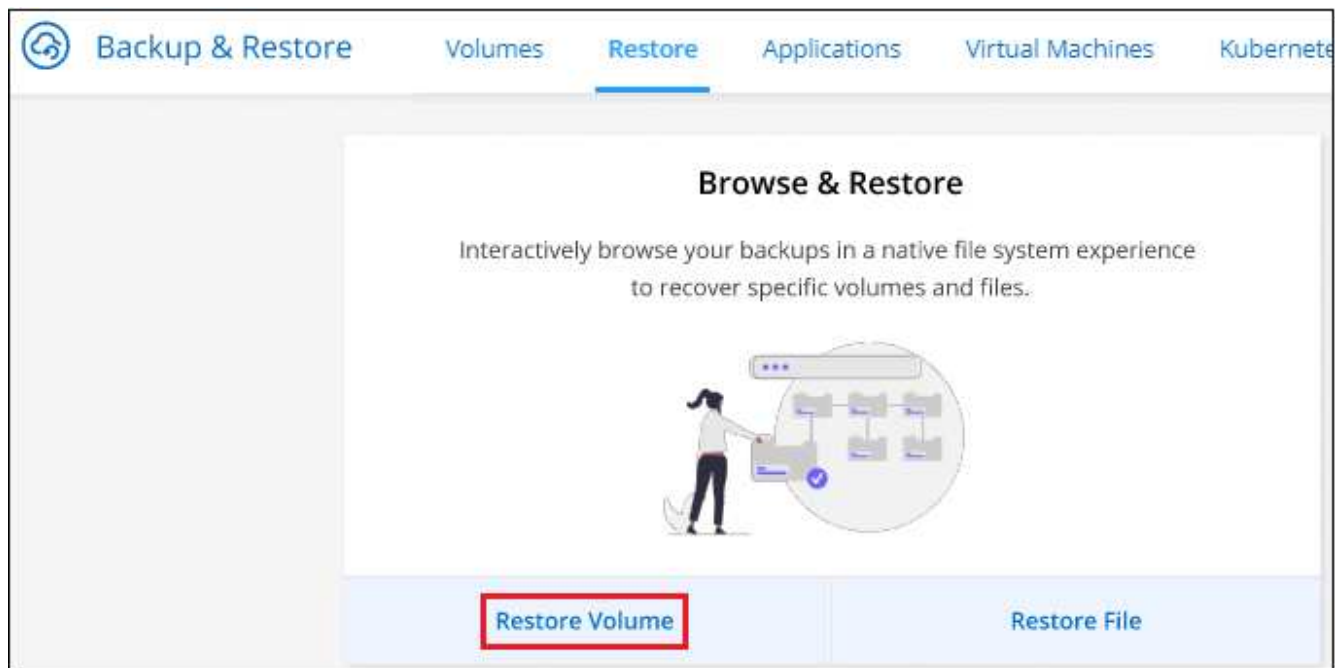 Backup & Restore Volumes Restore Applications Virtual Machines Kubernete
Browse & Restore
Interactively browse your backups in a native file system experience
to recover specific volumes and files.
Restore Volume Restore File